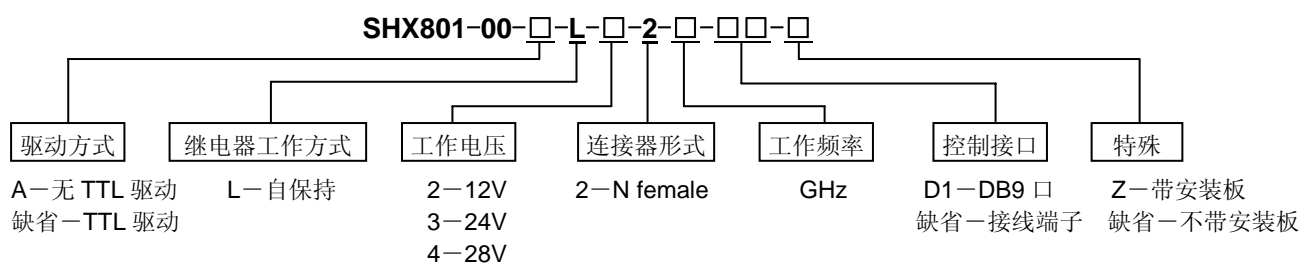 SHX801-00-□-L-□-2-□-□□-□
驱动方式 继电器工作方式 工作电压 连接器形式 工作频率 控制接口 特殊
A－无 TTL 驱动 L－自保持 2－12V 2－N female GHz D1－DB9 口 Z－带安装板
缺省－TTL 驱动 3－24V 缺省－接线端子 缺省－不带安装板
4－28V